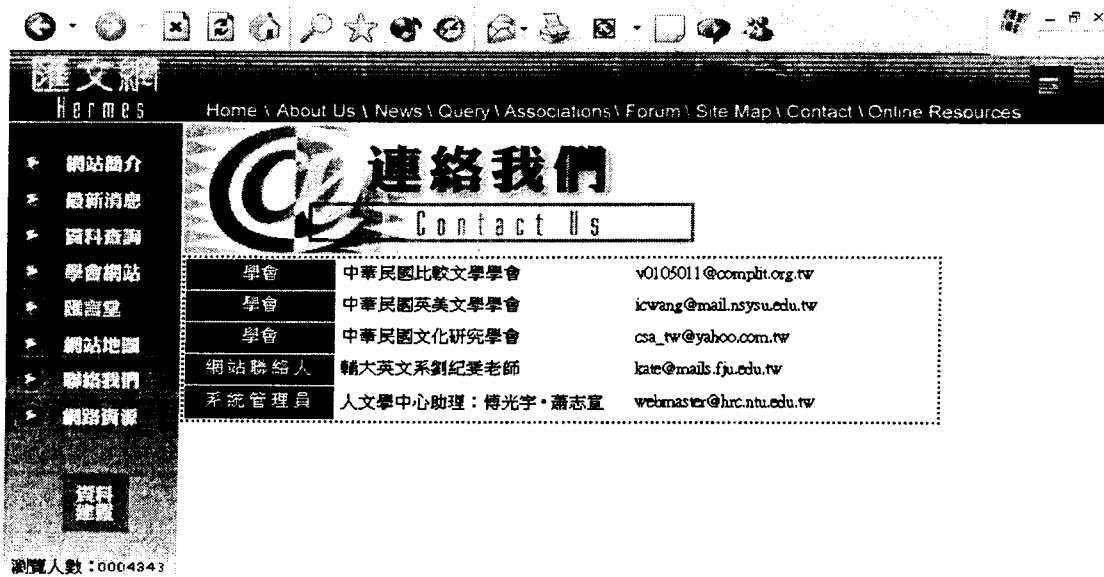 匯文網
Hermes
Home \ About Us \ News \ Query \ Associations \ Forum \ Site Map \ Contact \ Online Resources
網站簡介
最新消息
資料查詢
學會網站
匯言堂
網站地圖
聯絡我們
網路資源
資料
建置
瀏覽人數：0004343
連絡我們
Contact Us
學會 中華民國比較文學學會 v0105011@complit.org.tw
學會 中華民國英美文學學會 icwang@mail.nsysu.edu.tw
學會 中華民國文化研究學會 csa_tw@yahoo.com.tw
網站聯絡人 輔大英文系劉紀雯老師 kate@mails.fju.edu.tw
系統管理員 人文學中心助理：傅光宇・蕭志宣 webmaster@hrc.ntu.edu.tw